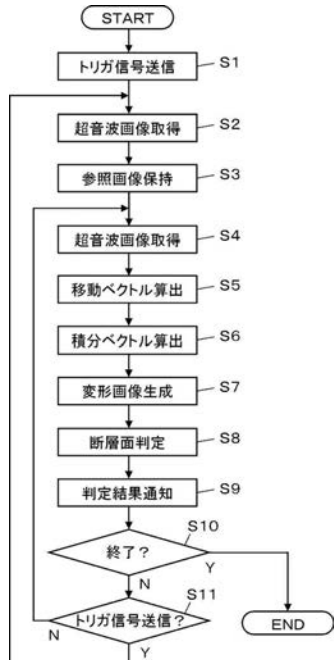 START
トリガ信号送信 S1
超音波画像取得 S2
参照画像保持 S3
超音波画像取得 S4
移動ベクトル算出 S5
積分ベクトル算出 S6
変形画像生成 S7
断層面判定 S8
判定結果通知 S9
S10
終了?
Y
N
S11
トリガ信号送信?
END
N
Y